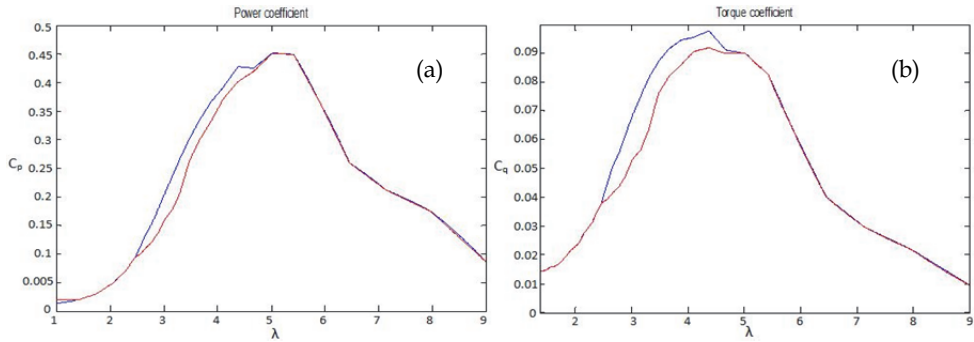 Power coefficient
0.5
0.45
0.4
0.35
0.3
0.25
0.2
0.15
0.1
0.005
0
Cp
1 2 3 4 5 6 7 8 9
λ
(a)
Torque coefficient
0.09
0.08
0.07
0.06
0.05
0.04
0.03
0.02
0.01
0
Cq
2 3 4 5 6 7 8 9
λ
(b)